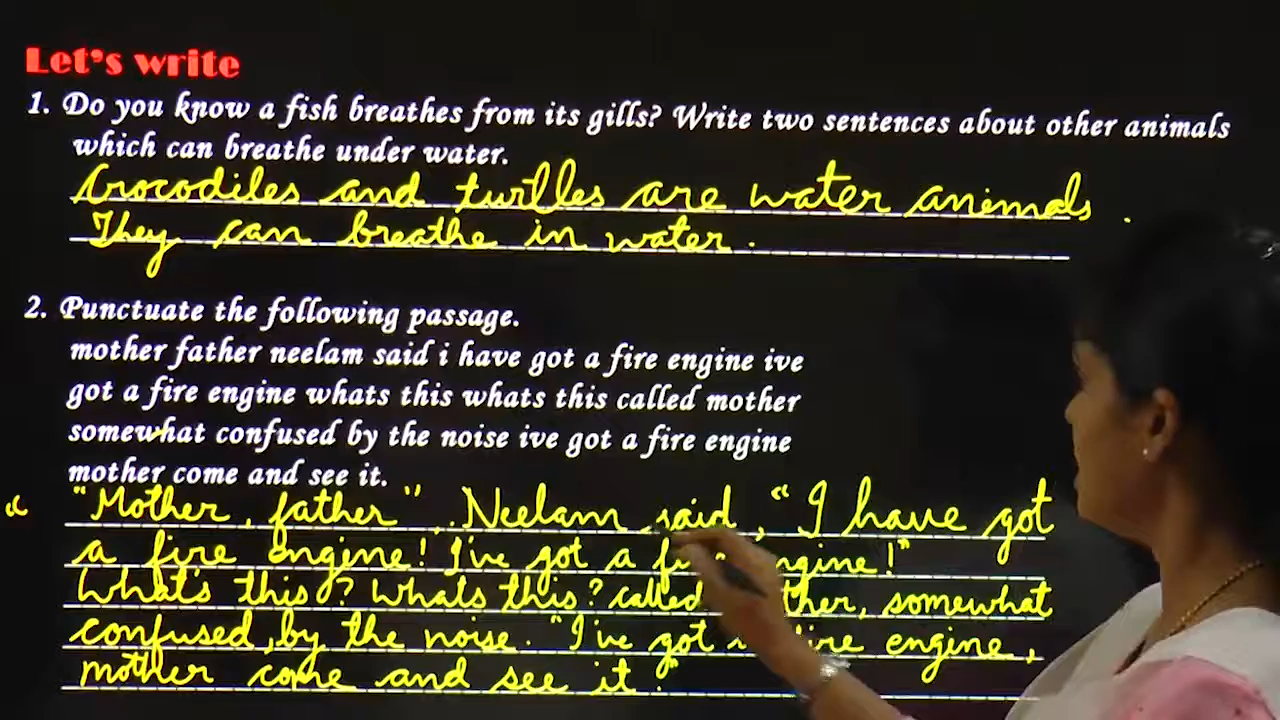 Let's write
1. Do you know a fish breathes from its gills? Write two sentences about other animals
which can breathe under water.
Crocodiles and turtles are water animals.
They can breathe in water.
2. Punctuate the following passage.
mother father neelam said i have got a fire engine ive
got a fire engine whats this whats this called mother
somewhat confused by the noise ive got a fire engine
mother come and see it.
"Mother, father", Neelam said, "I have got
a fire engine! I've got a engine!"
What's this? What's this? called somewhat
confused, by the noise. "I've got fire engine,
mother come and see it."